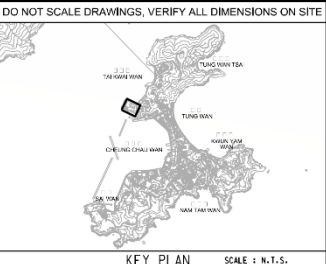 DO NOT SCALE DRAWINGS, VERIFY ALL DIMENSIONS ON SITE
TUNG WAN TSA
TAI KWAI WAN
TUNG WAN
KWUN YAM
WAN
CHEUNG CHAU WAN
SAI WAN
NAM TAM WAN
KEY PLAN SCALE : N.T.S.